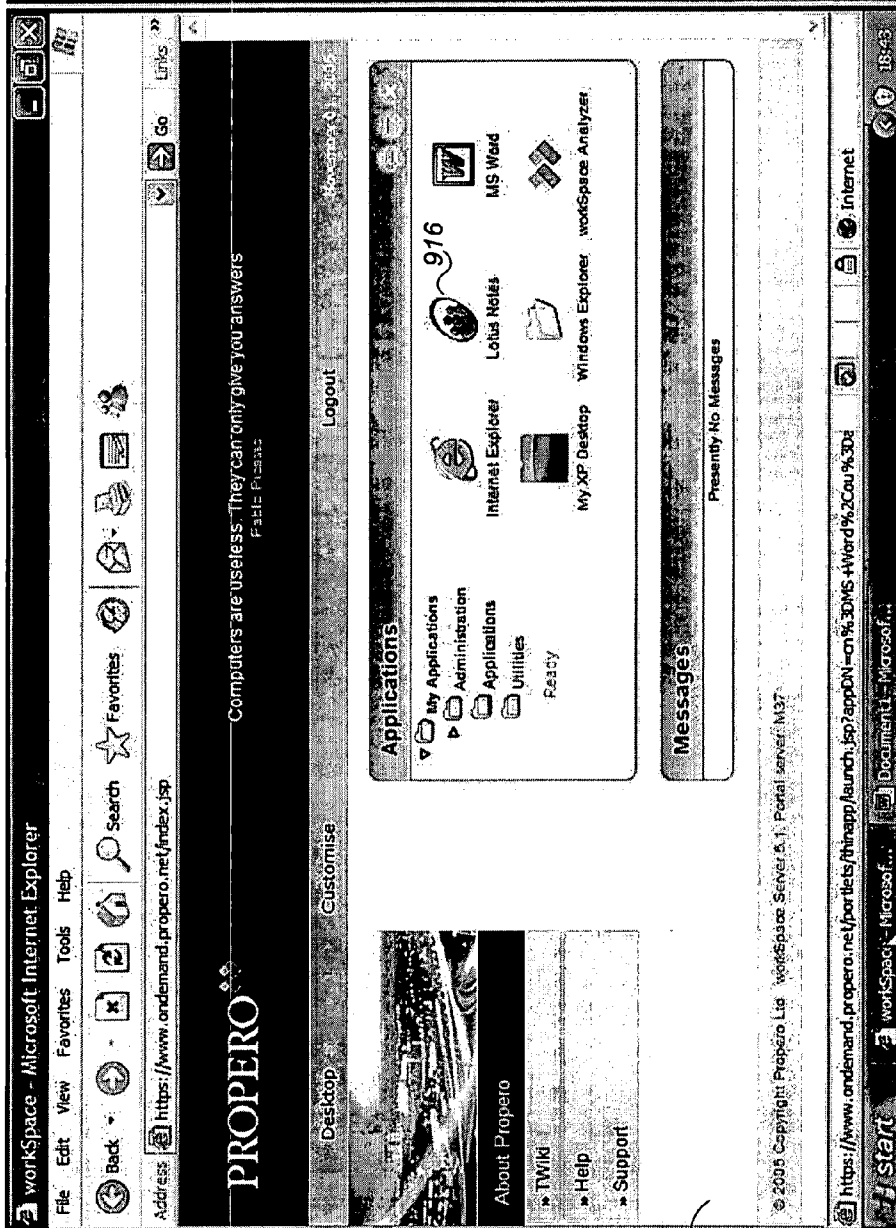 workSpace - Microsoft Internet Explorer
File Edit View Favorites Tools Help
Back Search Favorites
Address https://www.ondemand.propero.net/index.jsp Go Links »
PROPERO
Computers are useless. They can only give you answers
Pablo Picasso
Desktop Customise Logout
About Propero
» TWiki
» Help
» Support
Applications
My Applications
Administration
Applications
Utilities
Ready
Internet Explorer
Lotus Notes
916
MS Word
My XP Desktop
Windows Explorer
workSpace Analyzer
Messages
Presently No Messages
© 2005 Copyright Propero Ltd workSpace Server 5.1, Portal server: M37
https://www.ondemand.propero.net/portlets/thinapp/launch.jsp?appDN=cn%3DMS+Word%2Cou%3Da Internet
start workSpace - Microsof... Document1 - Microsof...